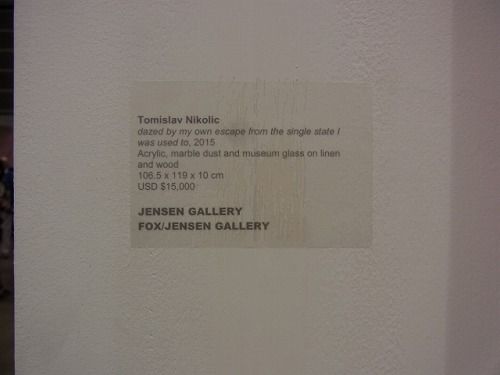 Tomislav Nikolic
dazed by my own escape from the single state I
was used to, 2015
Acrylic, marble dust and museum glass on linen
and wood
106.5 x 119 x 10 cm
USD $15,000
JENSEN GALLERY
FOX/JENSEN GALLERY